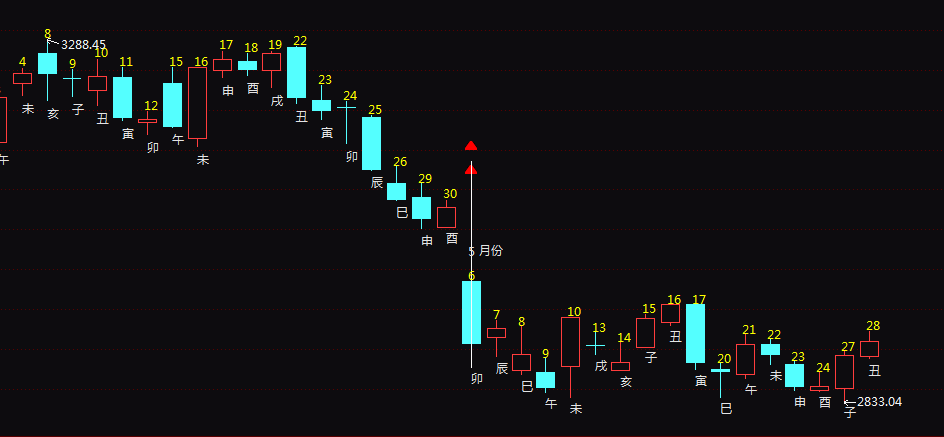 午
4
未
8
3288.45
亥
9
子
10
丑
11
寅
12
卯
15
午
16
未
17
申
18
酉
19
戌
22
丑
23
寅
24
卯
25
辰
26
巳
29
申
30
酉
5 月份
6
卯
7
辰
8
巳
9
午
10
未
13
戌
14
亥
15
子
16
丑
17
寅
20
巳
21
午
22
未
23
申
24
酉
27
2833.04
子
28
丑